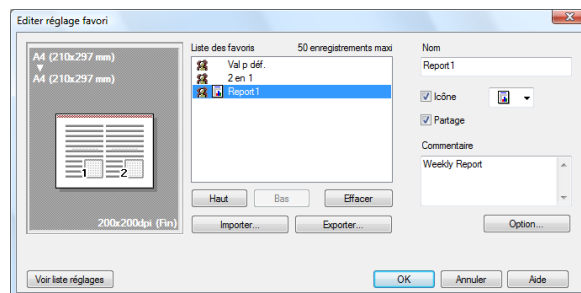 Editer réglage favori
A4 (210x297 mm)
A4 (210x297 mm)
1 2
200x200dpi (Fin)
Liste des favoris 50 enregistrements maxi
Val p déf.
2 en 1
Report1
Haut Bas Effacer
Importer... Exporter...
Nom
Report1
Icône
Partage
Commentaire
Weekly Report
Option...
Voir liste réglages
OK Annuler Aide